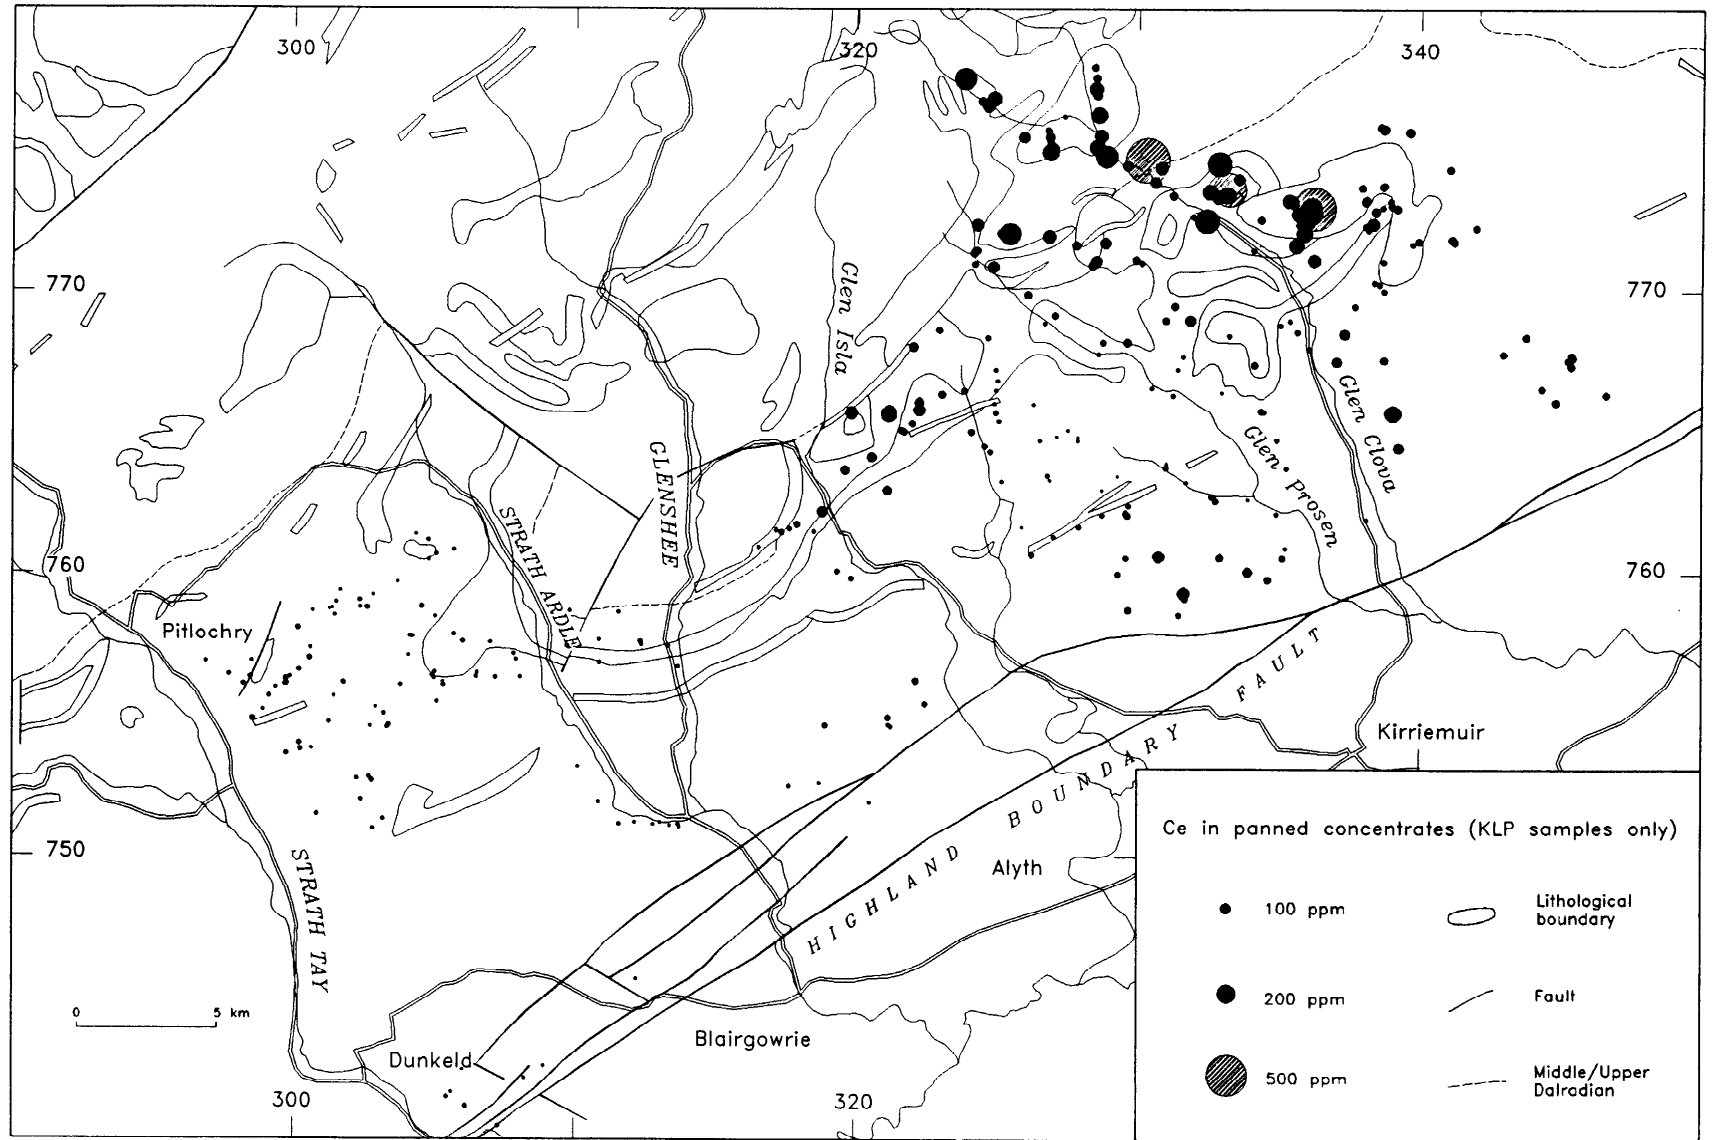 300
320
340
770
770
Glen Isla
GLENSHEE
Glen Clova
Glen Prosen
STRATH ARDLE
760
760
Pitlochry
HIGHLAND BOUNDARY FAULT
Kirriemuir
750
STRATH TAY
Alyth
0 5 km
Blairgowrie
Dunkeld
300
320
Ce in panned concentrates (KLP samples only)
100 ppm
Lithological
boundary
200 ppm
Fault
500 ppm
Middle/Upper
Dalradian